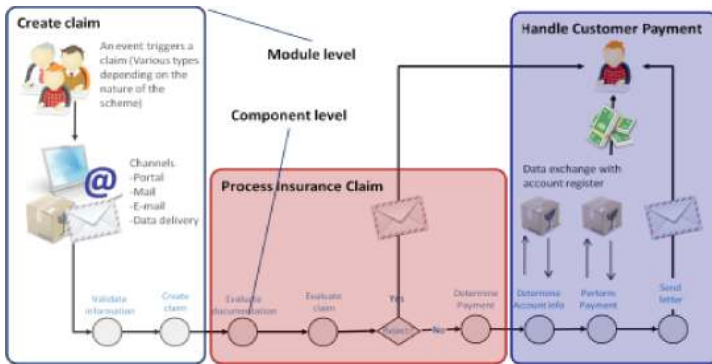 Create claim
An event triggers a
claim (Various types
depending on the
nature of the
scheme)
Module level
Component level
Handle Customer Payment
Channels
-Portal
-Mail
-E-mail
-Data delivery
@
Process Insurance Claim
Data exchange with
account register
Validate
information
Create
claim
Evaluate
documentation
Evaluate
claim
Yes
Reject?
No
Determine
Payment
Determine
Account info
Perform
Payment
Send
letter